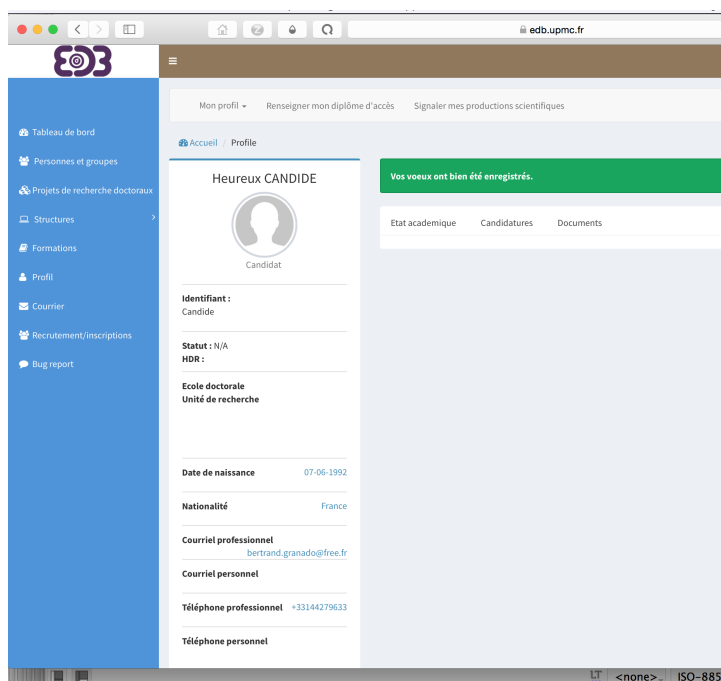 edb.upmc.fr
Mon profil Renseigner mon diplôme d'accès Signaler mes productions scientifiques
Accueil / Profile
Tableau de bord
Personnes et groupes
Projets de recherche doctoraux
Structures
Formations
Profil
Courrier
Recrutement/inscriptions
Bug report
Heureux CANDIDE
Candidat
Identifiant :
Candide
Statut : N/A
HDR :
Ecole doctorale
Unité de recherche
Date de naissance 07-06-1992
Nationalité France
Courriel professionnel
bertrand.granado@free.fr
Courriel personnel
Téléphone professionnel +33144279633
Téléphone personnel
Vos voeux ont bien été enregistrés.
Etat academique Candidatures Documents
LT <none> ISO-885